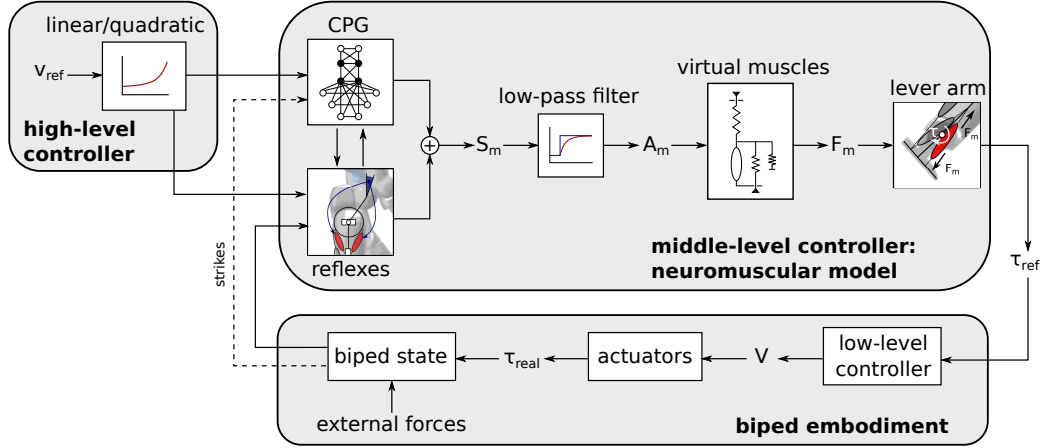 linear/quadratic
v_ref
high-level
controller
CPG
reflexes
+
S_m
low-pass filter
A_m
virtual muscles
F_m
lever arm
τ
F_m
F_m
middle-level controller:
neuromuscular model
τ_ref
strikes
biped state
τ_real
actuators
V
low-level
controller
external forces
biped embodiment